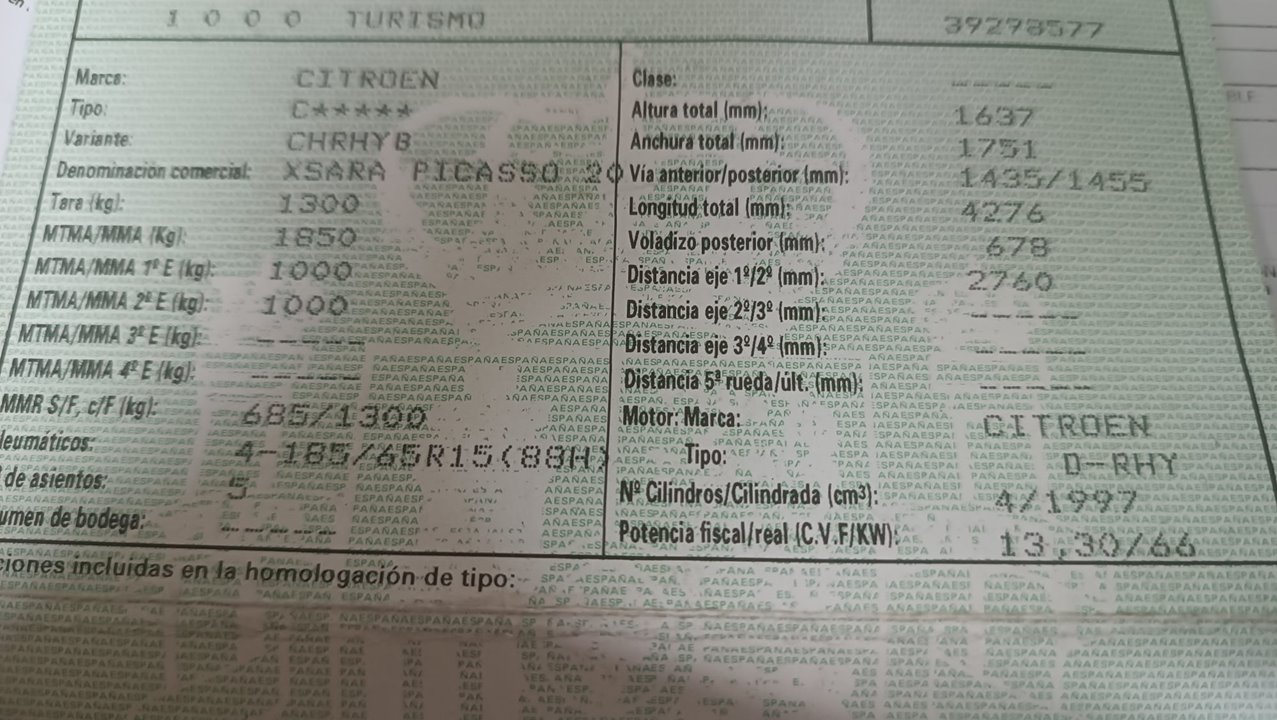 1 0 0 0 TURISMO
39298577
Marca: CITROEN
Tipo: C*****
Variante: CHRHYB
Denominación comercial: XSARA PICASSO 20
Tara (kg): 1300
MTMA/MMA (Kg): 1850
MTMA/MMA 1º E (kg): 1000
MTMA/MMA 2º E (kg): 1000
MTMA/MMA 3º E (kg): -----
MTMA/MMA 4º E (kg): -----
MMR S/F, c/F (kg): 685/1300
leumáticos: 4-185/65R15(88H)
de asientos: 5
umen de bodega: -----
Clase: -----
Altura total (mm): 1637
Anchura total (mm): 1751
Vía anterior/posterior (mm): 1435/1455
Longitud total (mm): 4276
Voladizo posterior (mm): 678
Distancia eje 1º/2º (mm): 2760
Distancia eje 2º/3º (mm): -----
Distancia eje 3º/4º (mm): -----
Distancia 5ª rueda/últ. (mm): -----
Motor: Marca: CITROEN
Tipo: D-RHY
Nº Cilindros/Cilindrada (cm³): 4/1997
Potencia fiscal/real (C.V.F/KW): 13,30/66
ciones incluidas en la homologación de tipo: